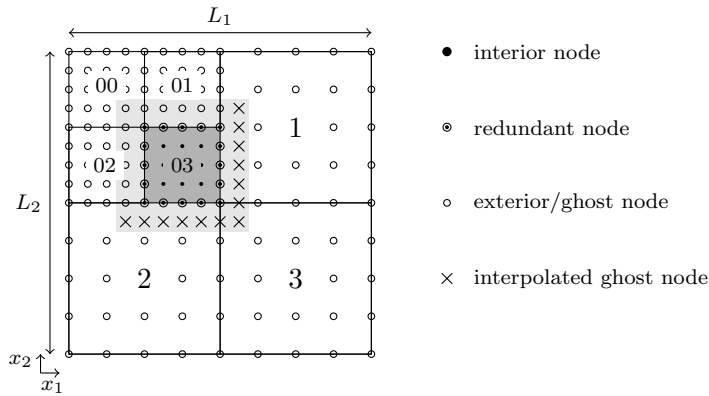 L₁
interior node
00 01
1
redundant node
02 03
L₂
exterior/ghost node
2 3
interpolated ghost node
x₂
x₁